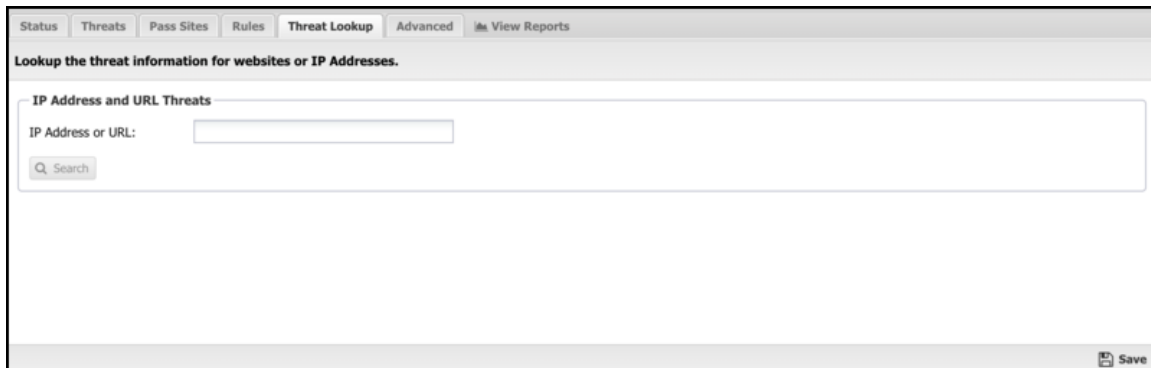 Status Threats Pass Sites Rules Threat Lookup Advanced View Reports
Lookup the threat information for websites or IP Addresses.
IP Address and URL Threats
IP Address or URL:
Search
Save